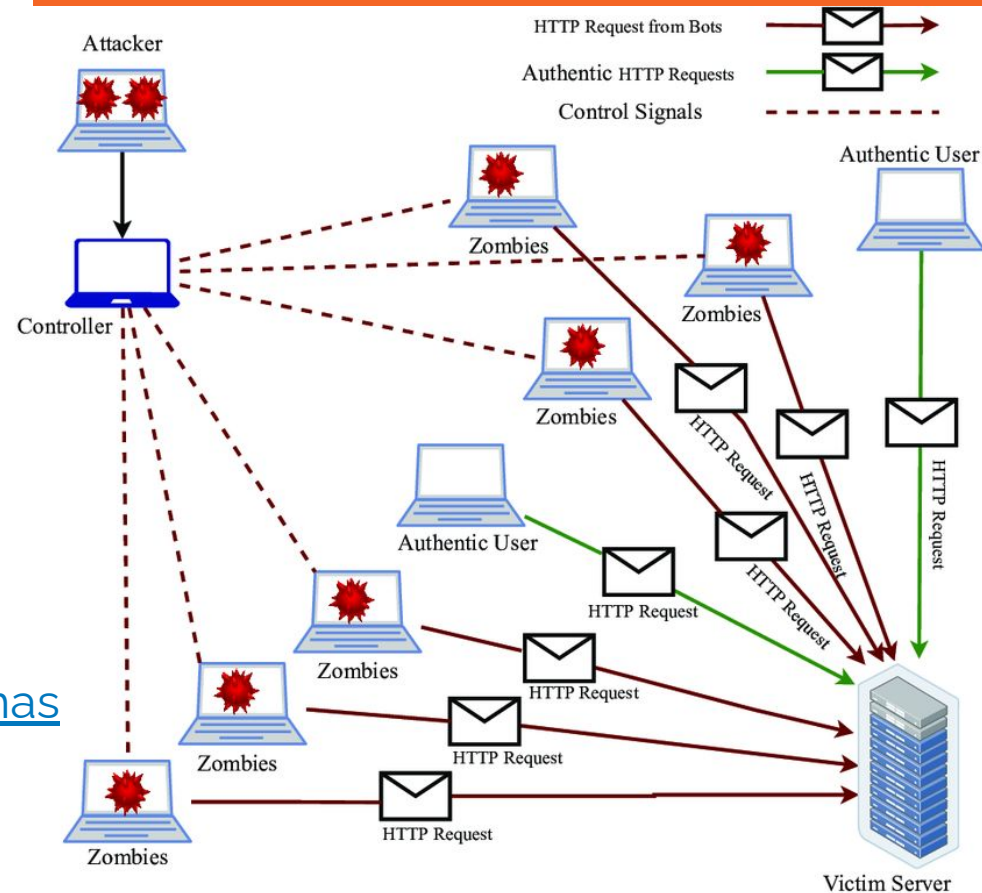 HTTP Request from Bots
Authentic HTTP Requests
Control Signals
Attacker
Authentic User
Zombies
Zombies
Controller
Zombies
HTTP Request
HTTP Request
HTTP Request
HTTP Request
Authentic User
HTTP Request
Zombies
HTTP Request
nas
Zombies
HTTP Request
HTTP Request
Zombies
Victim Server